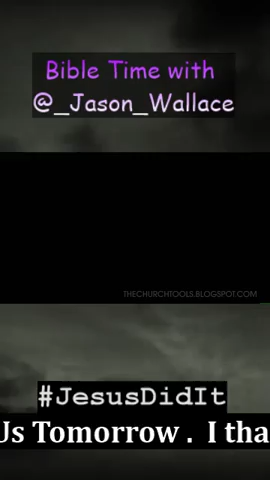 Bible Time with
@_Jason_Wallace
THECHURCHTOOLS.BLOGSPOT.COM
#JesusDidIt
Us Tomorrow . I tha